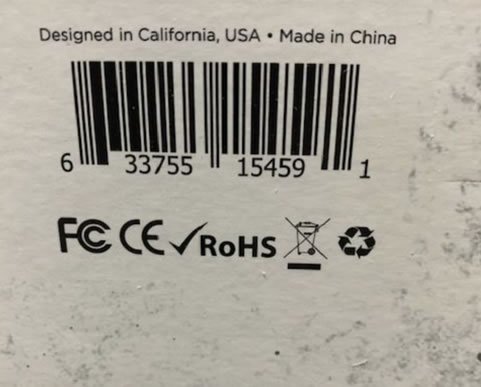 Designed in California, USA • Made in China
6 33755 15459 1
FC CE ✓RoHS